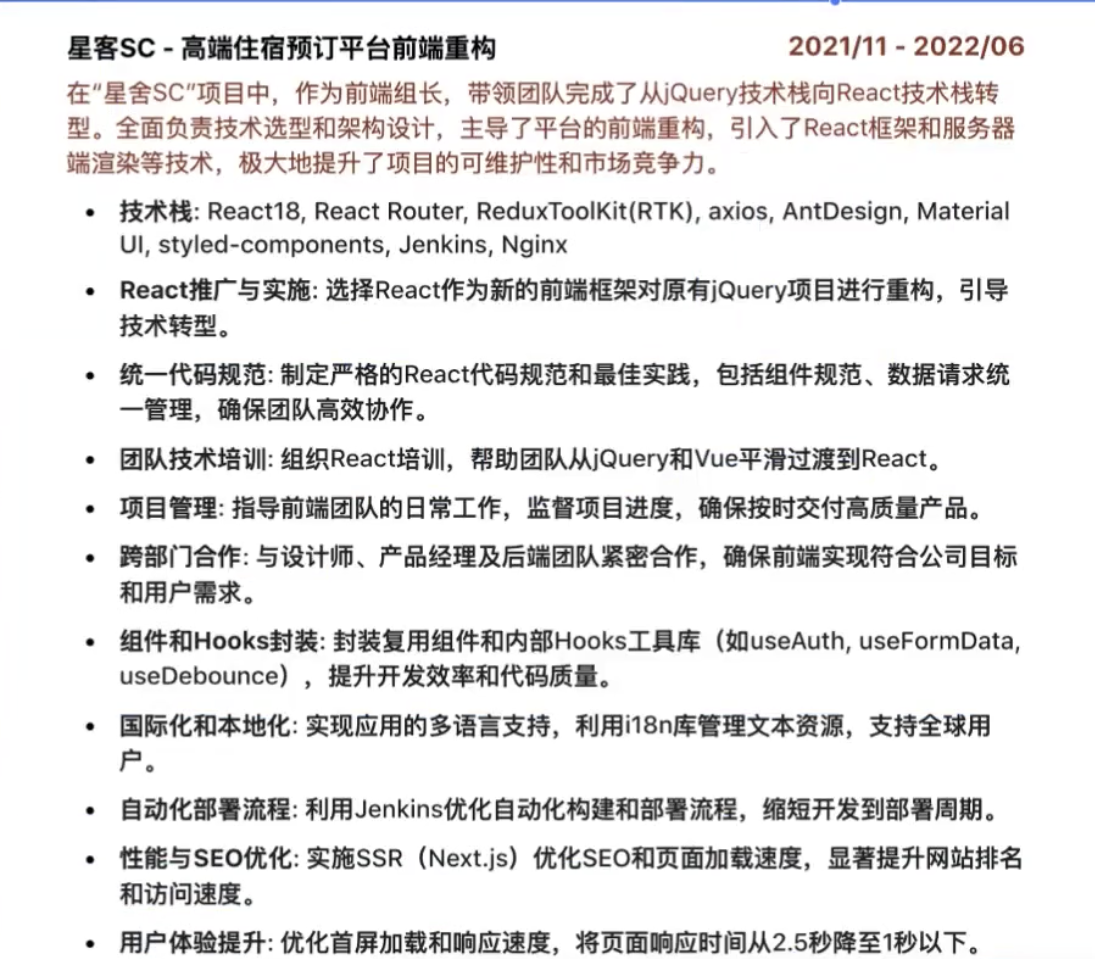 星客SC - 高端住宿预订平台前端重构 2021/11 - 2022/06
在“星舍SC”项目中，作为前端组长，带领团队完成了从jQuery技术栈向React技术栈转
型。全面负责技术选型和架构设计，主导了平台的前端重构，引入了React框架和服务器
端渲染等技术，极大地提升了项目的可维护性和市场竞争力。
• 技术栈: React18, React Router, ReduxToolKit(RTK), axios, AntDesign, Material
UI, styled-components, Jenkins, Nginx
• React推广与实施: 选择React作为新的前端框架对原有jQuery项目进行重构，引导
技术转型。
• 统一代码规范: 制定严格的React代码规范和最佳实践，包括组件规范、数据请求统
一管理，确保团队高效协作。
• 团队技术培训: 组织React培训，帮助团队从jQuery和Vue平滑过渡到React。
• 项目管理: 指导前端团队的日常工作，监督项目进度，确保按时交付高质量产品。
• 跨部门合作: 与设计师、产品经理及后端团队紧密合作，确保前端实现符合公司目标
和用户需求。
• 组件和Hooks封装: 封装复用组件和内部Hooks工具库（如useAuth, useFormData,
useDebounce），提升开发效率和代码质量。
• 国际化和本地化: 实现应用的多语言支持，利用i18n库管理文本资源，支持全球用
户。
• 自动化部署流程: 利用Jenkins优化自动化构建和部署流程，缩短开发到部署周期。
• 性能与SEO优化: 实施SSR（Next.js）优化SEO和页面加载速度，显著提升网站排名
和访问速度。
• 用户体验提升: 优化首屏加载和响应速度，将页面响应时间从2.5秒降至1秒以下。